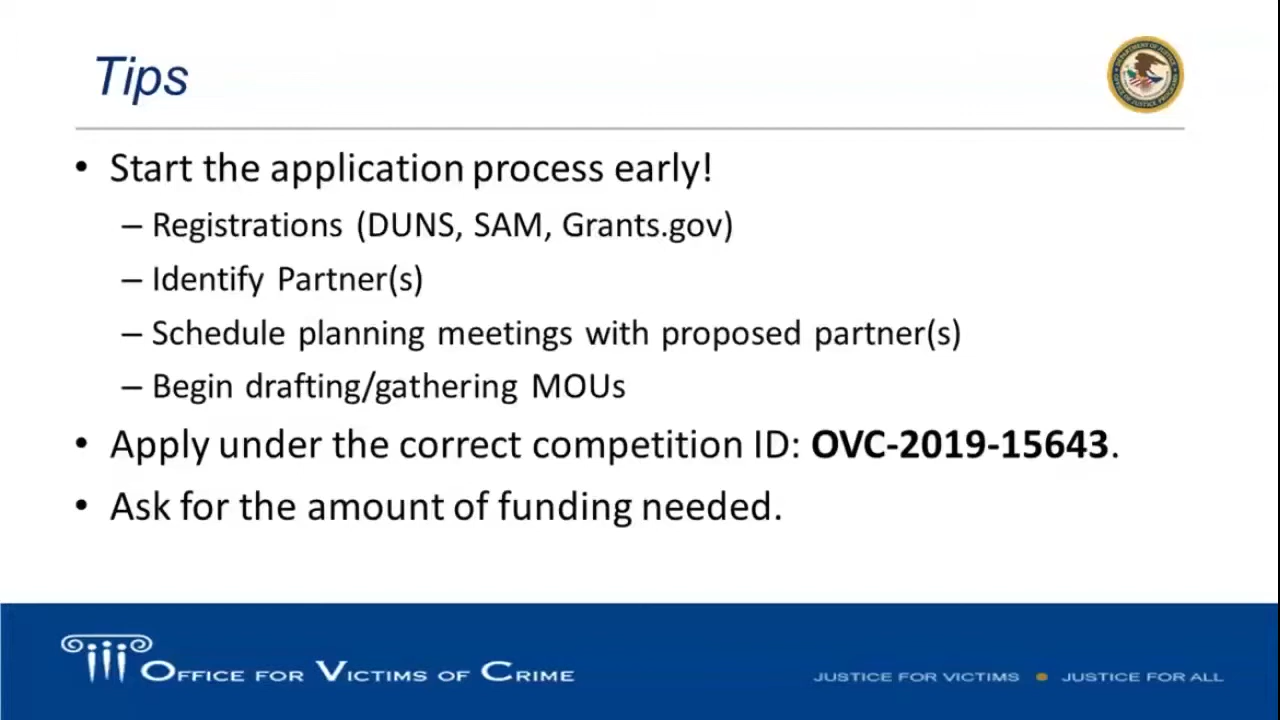 Tips
• Start the application process early!
– Registrations (DUNS, SAM, Grants.gov)
– Identify Partner(s)
– Schedule planning meetings with proposed partner(s)
– Begin drafting/gathering MOUs
• Apply under the correct competition ID: OVC-2019-15643.
• Ask for the amount of funding needed.
OFFICE FOR VICTIMS OF CRIME
JUSTICE FOR VICTIMS • JUSTICE FOR ALL